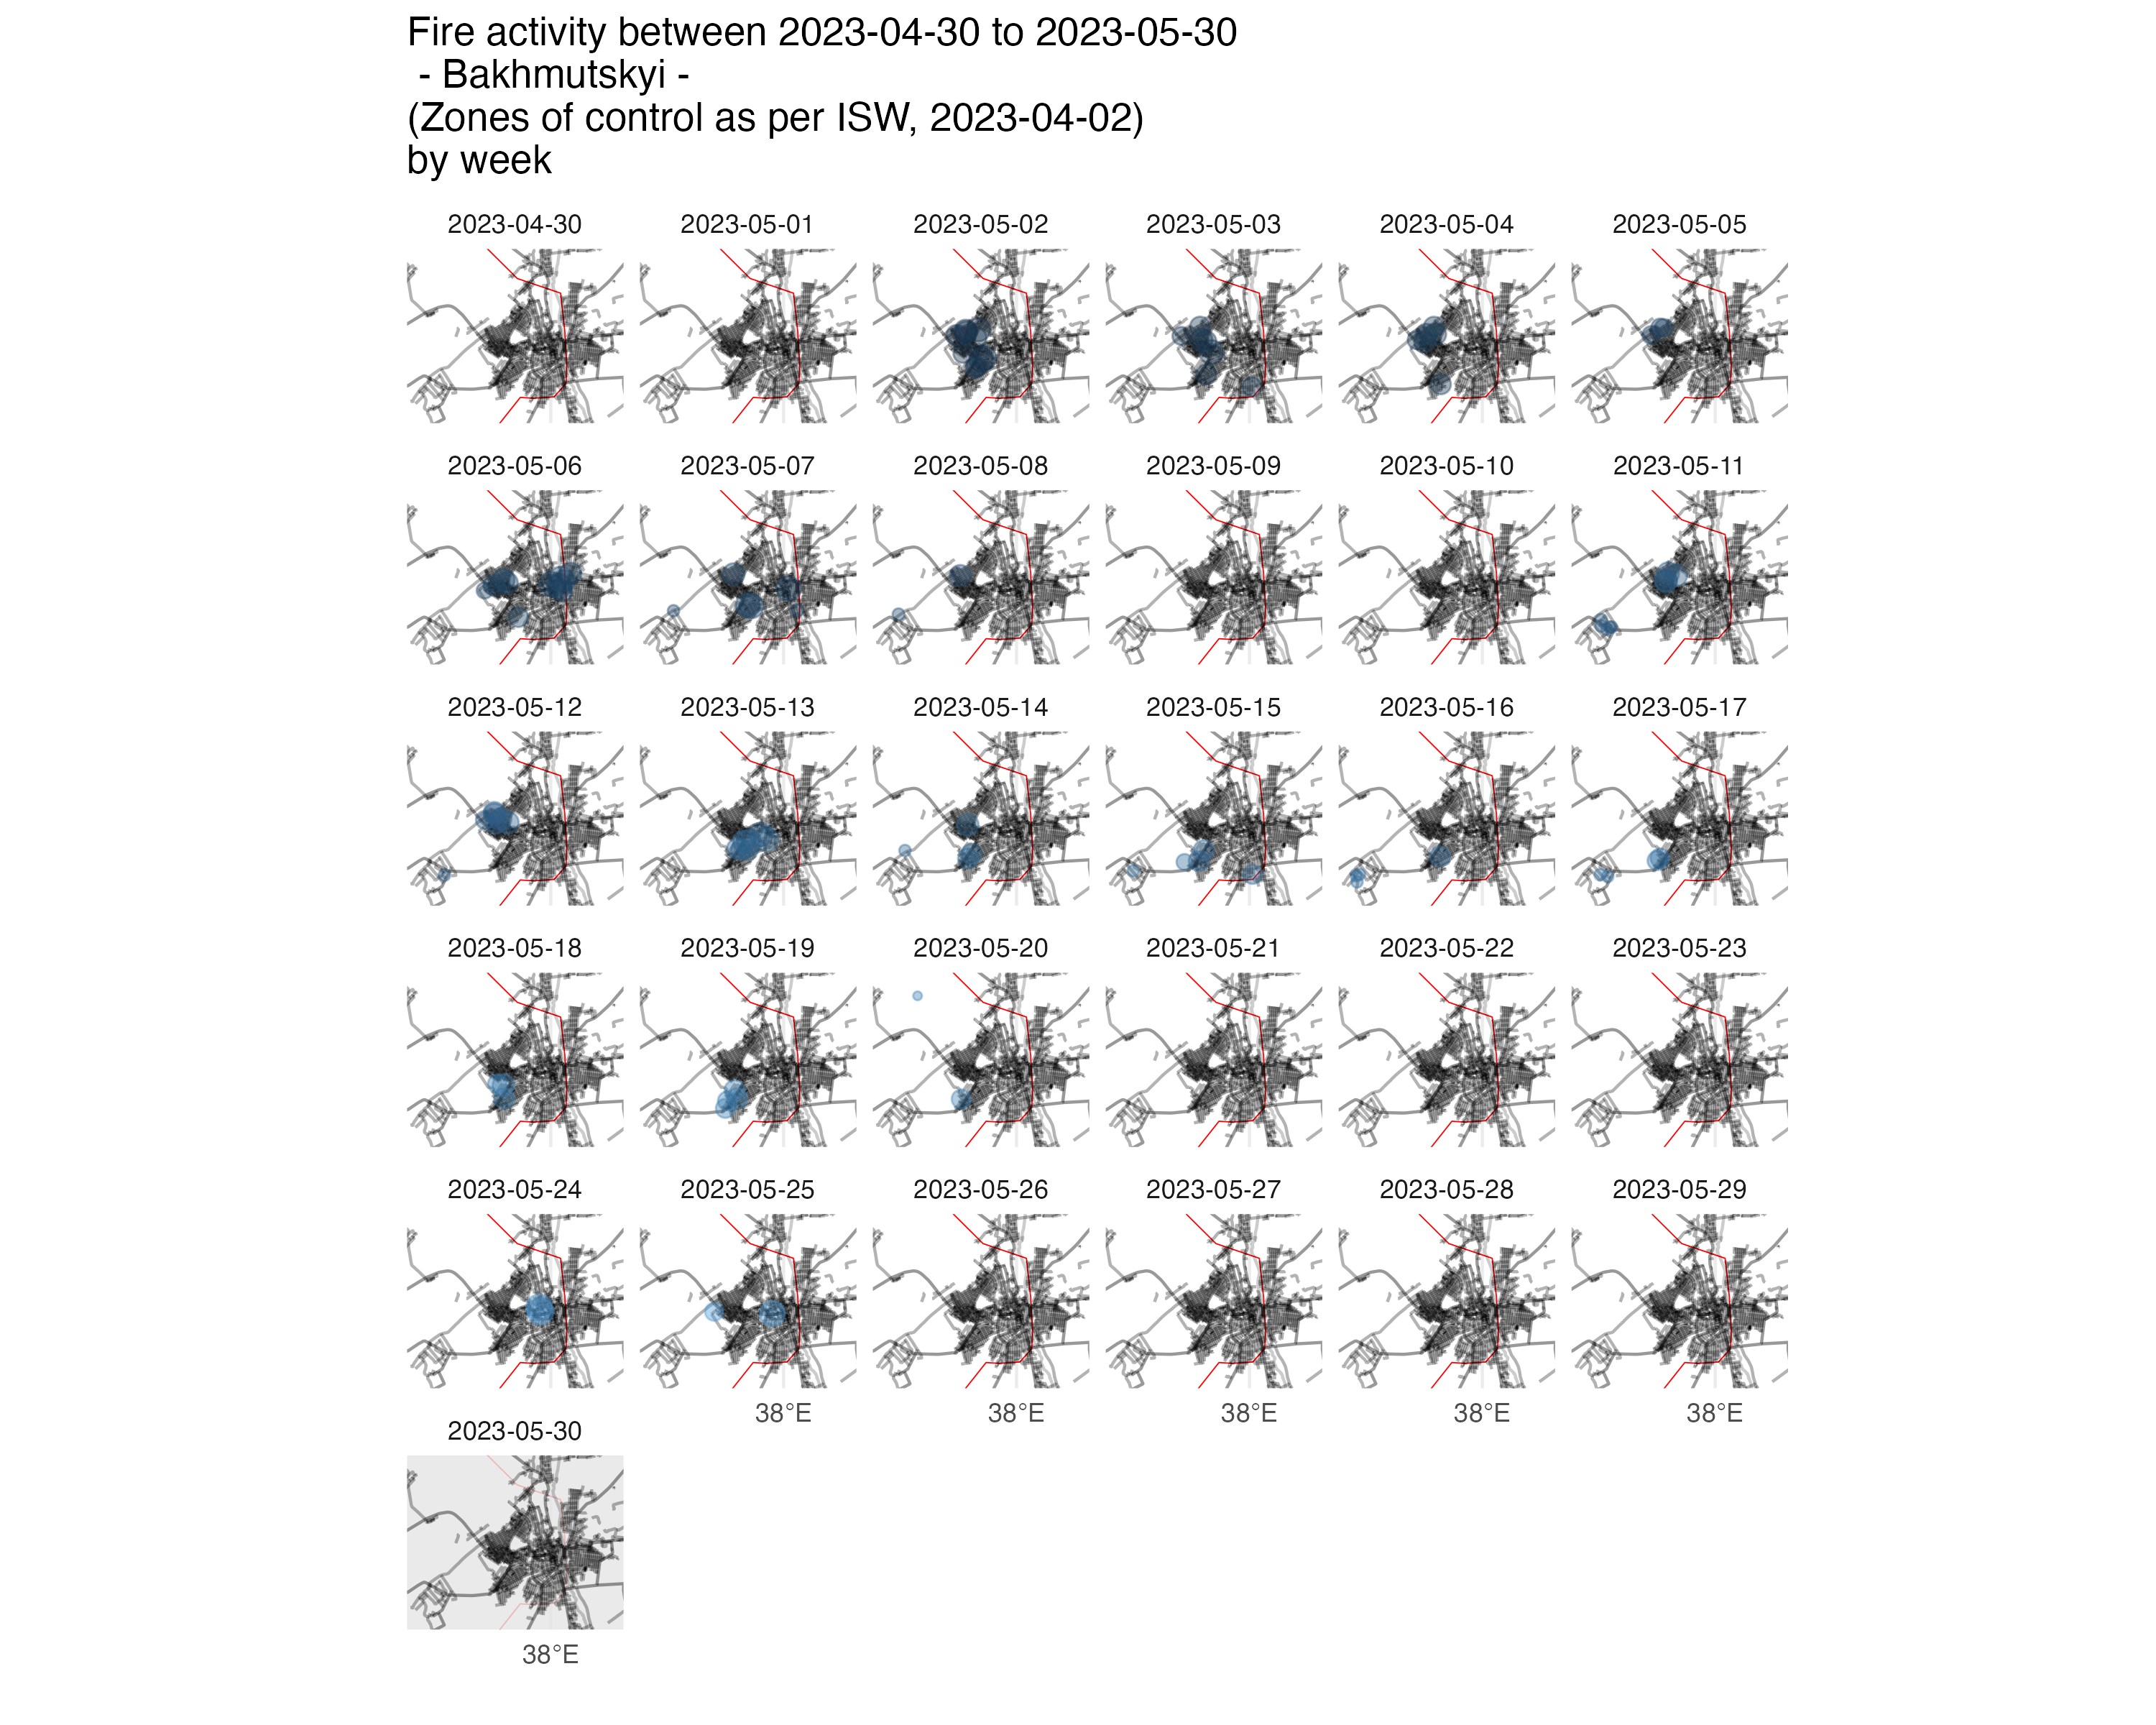 Fire activity between 2023-04-30 to 2023-05-30
- Bakhmutskyi -
(Zones of control as per ISW, 2023-04-02)
by week
2023-04-30 2023-05-01 2023-05-02 2023-05-03 2023-05-04 2023-05-05
2023-05-06 2023-05-07 2023-05-08 2023-05-09 2023-05-10 2023-05-11
2023-05-12 2023-05-13 2023-05-14 2023-05-15 2023-05-16 2023-05-17
2023-05-18 2023-05-19 2023-05-20 2023-05-21 2023-05-22 2023-05-23
2023-05-24 2023-05-25 2023-05-26 2023-05-27 2023-05-28 2023-05-29
38°E 38°E 38°E 38°E 38°E
2023-05-30
38°E